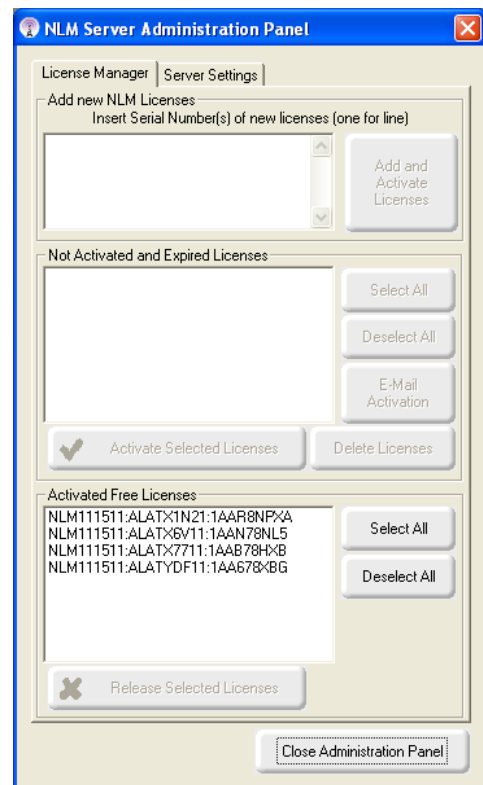 NLM Server Administration Panel
License Manager
Server Settings
Add new NLM Licenses
Insert Serial Number(s) of new licenses (one for line)
Add and
Activate
Licenses
Not Activated and Expired Licenses
Select All
Deselect All
E-Mail
Activation
Activate Selected Licenses
Delete Licenses
Activated Free Licenses
NLM111511:ALATX1N21:1AAR8NPXA
NLM111511:ALATX6V11:1AAN78NL5
NLM111511:ALATX7711:1AAB78HXB
NLM111511:ALATYDF11:1AA678XBG
Select All
Deselect All
Release Selected Licenses
Close Administration Panel